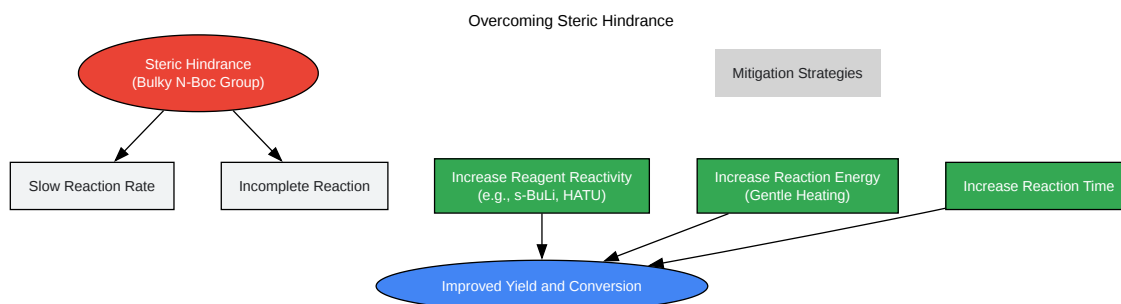 Overcoming Steric Hindrance
Steric Hindrance
(Bulky N-Boc Group)
Mitigation Strategies
Slow Reaction Rate
Incomplete Reaction
Increase Reagent Reactivity
(e.g., s-BuLi, HATU)
Increase Reaction Energy
(Gentle Heating)
Increase Reaction Time
Improved Yield and Conversion